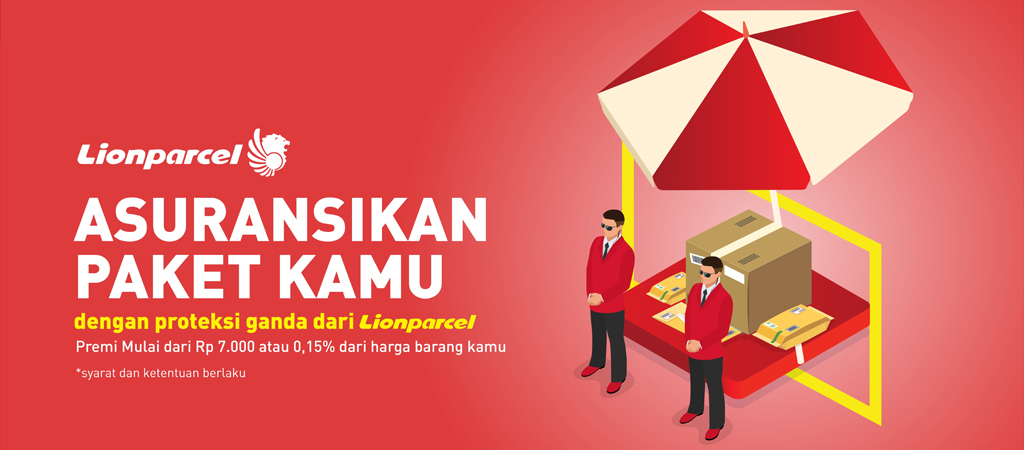 Lionparcel
ASURANSIKAN
PAKET KAMU
dengan proteksi ganda dari Lionparcel
Premi Mulai dari Rp 7.000 atau 0,15% dari harga barang kamu
*syarat dan ketentuan berlaku